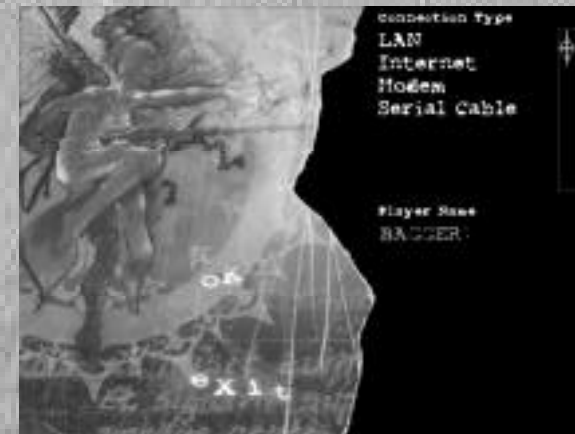 Connection Type
LAN
Internet
Modem
Serial Cable
Player Name
BAGGER
ok
eXit